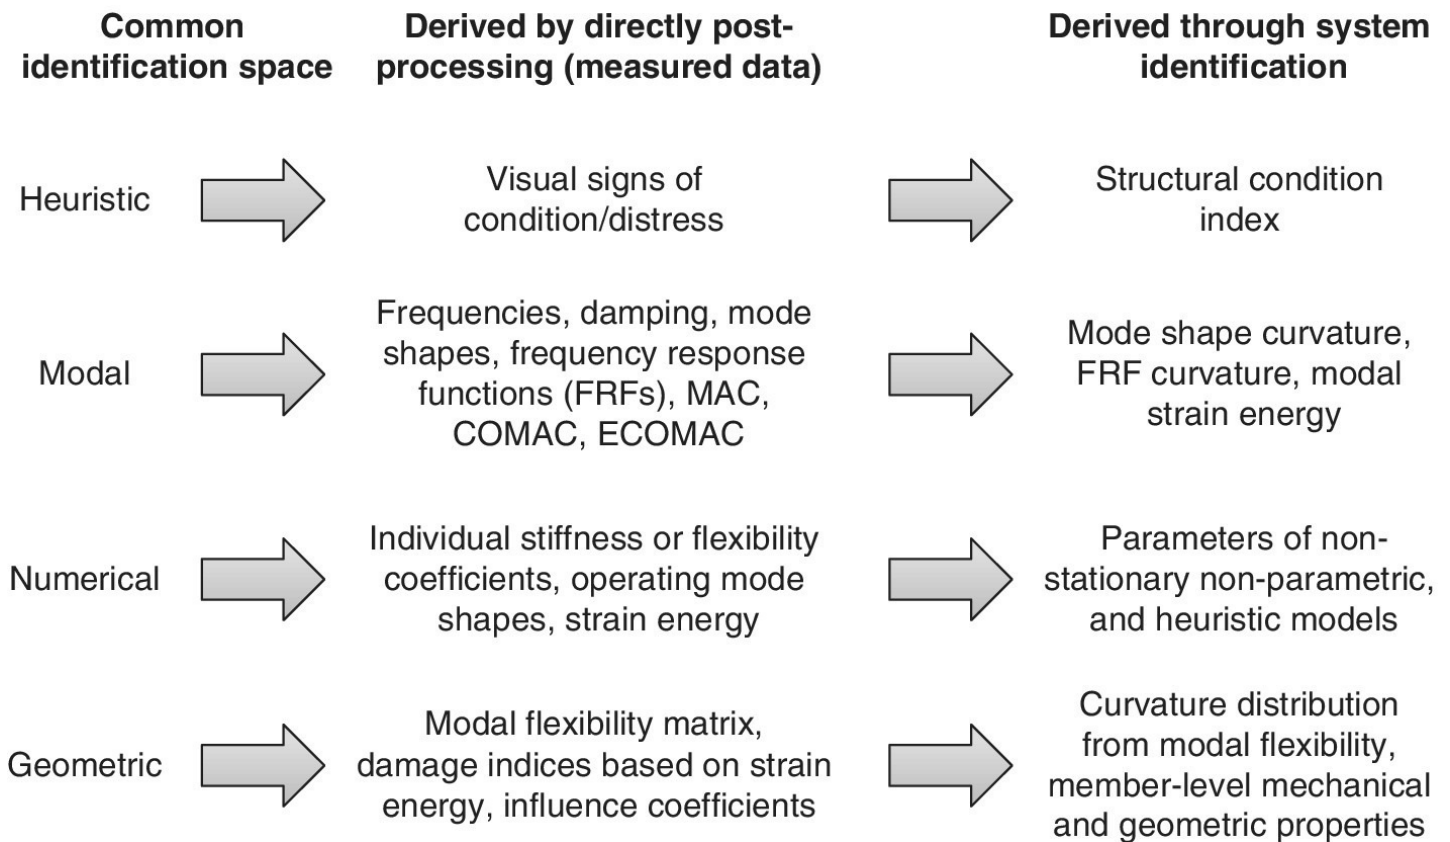 Common
identification space
Derived by directly post-
processing (measured data)
Derived through system
identification
Heuristic
Visual signs of
condition/distress
Structural condition
index
Modal
Frequencies, damping, mode
shapes, frequency response
functions (FRFs), MAC,
COMAC, ECOMAC
Mode shape curvature,
FRF curvature, modal
strain energy
Numerical
Individual stiffness or flexibility
coefficients, operating mode
shapes, strain energy
Parameters of non-
stationary non-parametric,
and heuristic models
Geometric
Modal flexibility matrix,
damage indices based on strain
energy, influence coefficients
Curvature distribution
from modal flexibility,
member-level mechanical
and geometric properties